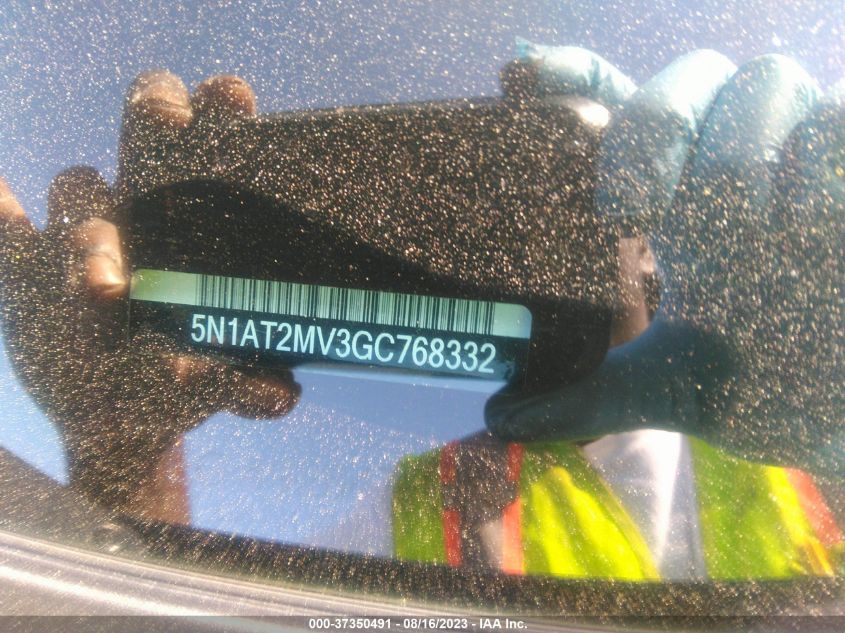 5N1AT2MV3GC768332
000-37350491 - 08/16/2023 - IAA Inc.